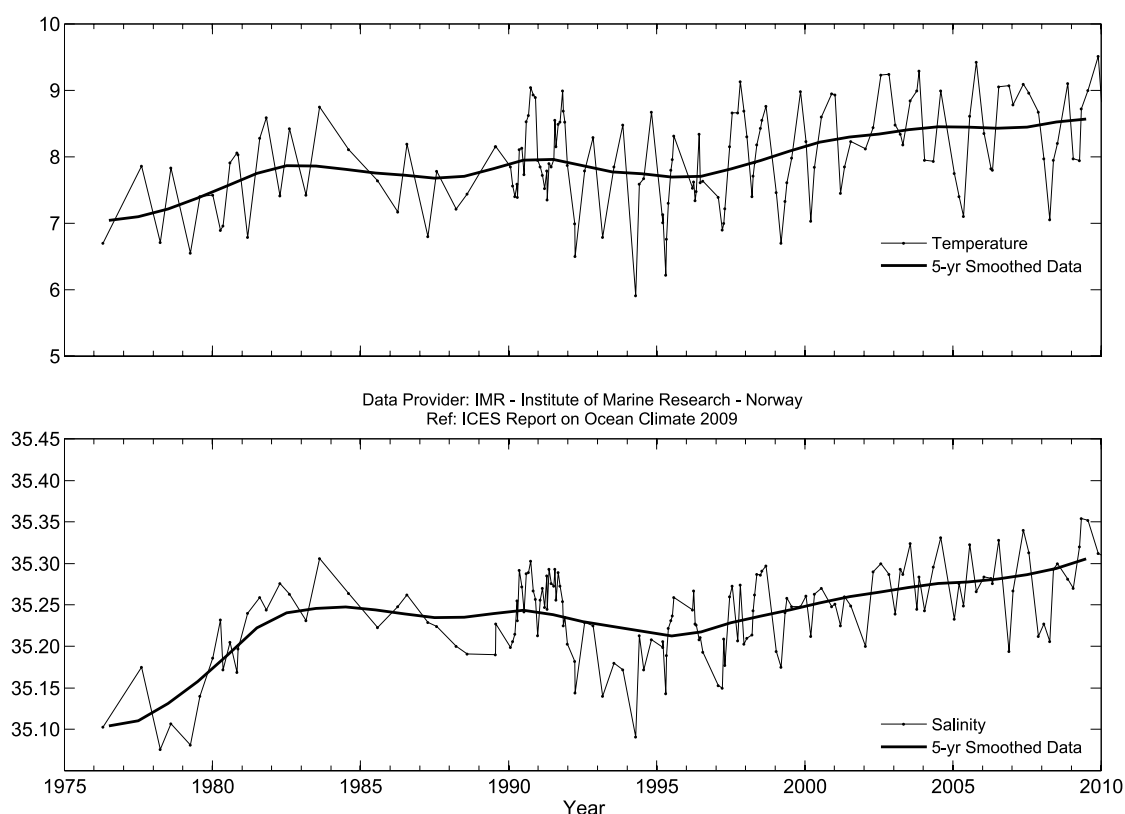 10
9
8
7
6
5
Temperature
5-yr Smoothed Data
Data Provider: IMR - Institute of Marine Research - Norway
Ref: ICES Report on Ocean Climate 2009
35.45
35.40
35.35
35.30
35.25
35.20
35.15
35.10
Salinity
5-yr Smoothed Data
1975 1980 1985 1990 1995 2000 2005 2010
Year